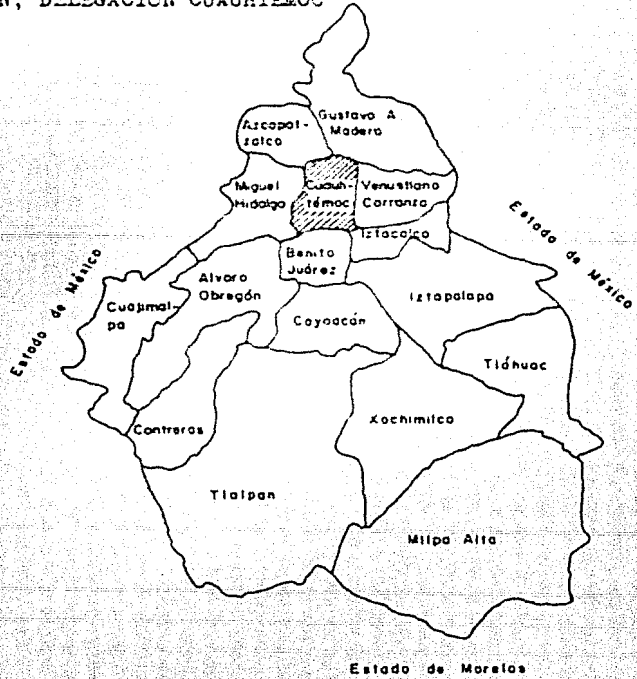 DELEGACION CUAUHTEMOC
Gustavo A.
Madero
Azcapot-
zalco
Miguel
Hidalgo
Cuauh-
témoc
Venustiano
Carranza
Iztacalco
Benito
Juárez
Estado de México
Estado de México
Cuajimal-
pa
Alvaro
Obregón
Coyoacán
Iztapalapa
Tláhuac
Contreras
Xochimilco
Tlalpan
Milpa Alta
Estado de Morelos